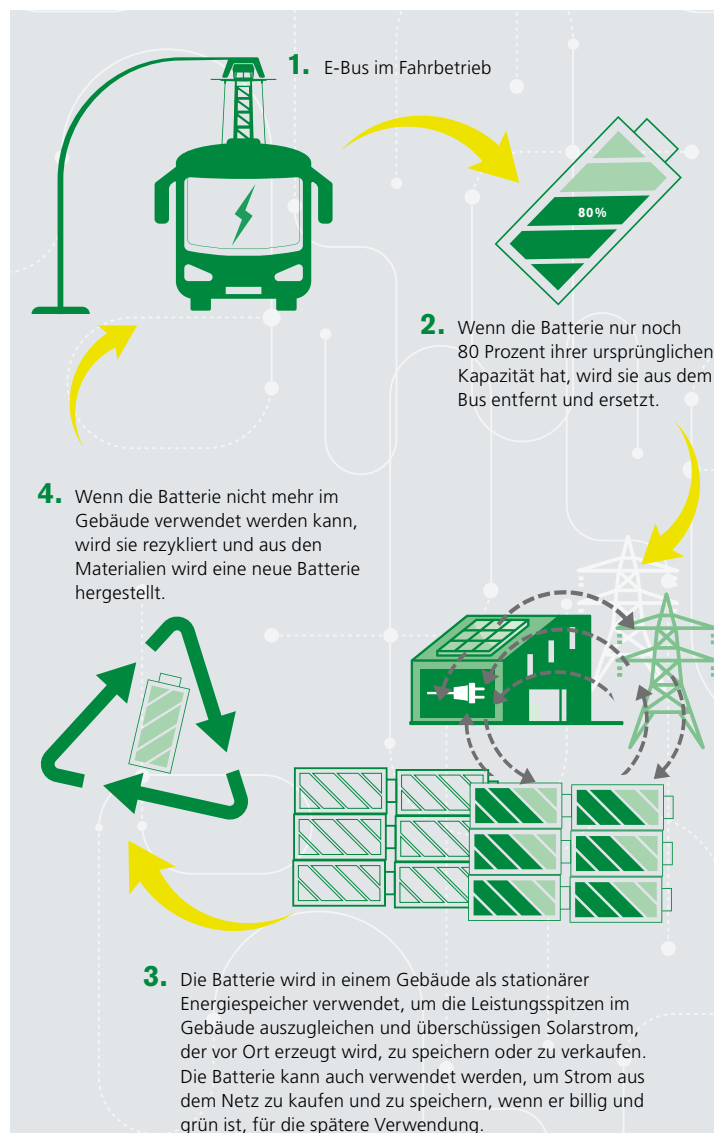 1. E-Bus im Fahrbetrieb
80%
2. Wenn die Batterie nur noch
80 Prozent ihrer ursprünglichen
Kapazität hat, wird sie aus dem
Bus entfernt und ersetzt.
4. Wenn die Batterie nicht mehr im
Gebäude verwendet werden kann,
wird sie rezykliert und aus den
Materialien wird eine neue Batterie
hergestellt.
3. Die Batterie wird in einem Gebäude als stationärer
Energiespeicher verwendet, um die Leistungsspitzen im
Gebäude auszugleichen und überschüssigen Solarstrom,
der vor Ort erzeugt wird, zu speichern oder zu verkaufen.
Die Batterie kann auch verwendet werden, um Strom aus
dem Netz zu kaufen und zu speichern, wenn er billig und
grün ist, für die spätere Verwendung.